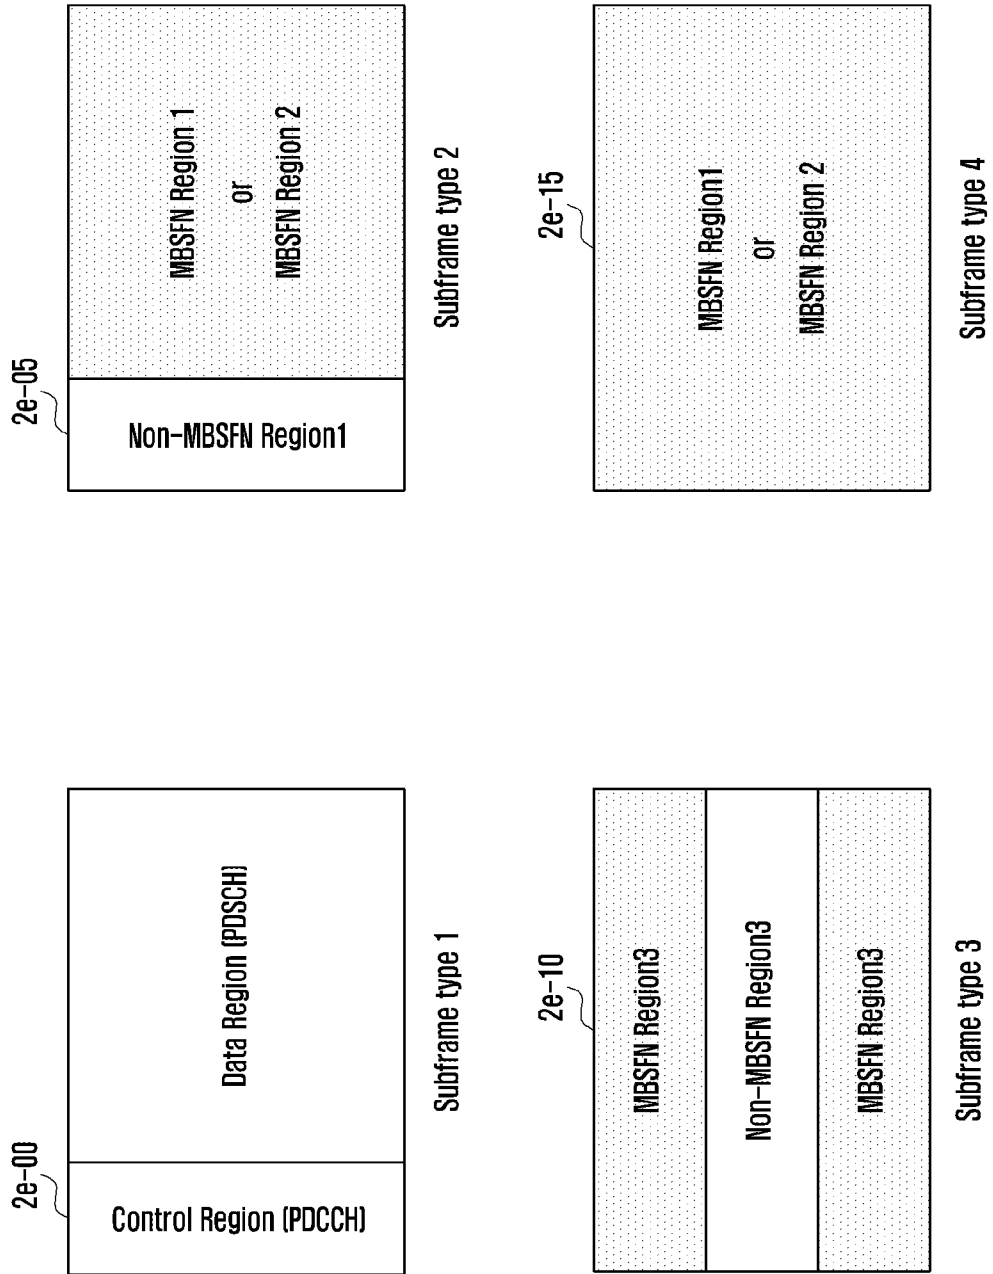 2e-00
Control Region (PDCCH)
Data Region (PDSCH)
Subframe type 1
2e-05
Non-MBSFN Region1
MBSFN Region 1
or
MBSFN Region 2
Subframe type 2
2e-10
MBSFN Region3
Non-MBSFN Region3
MBSFN Region3
Subframe type 3
2e-15
MBSFN Region1
or
MBSFN Region 2
Subframe type 4